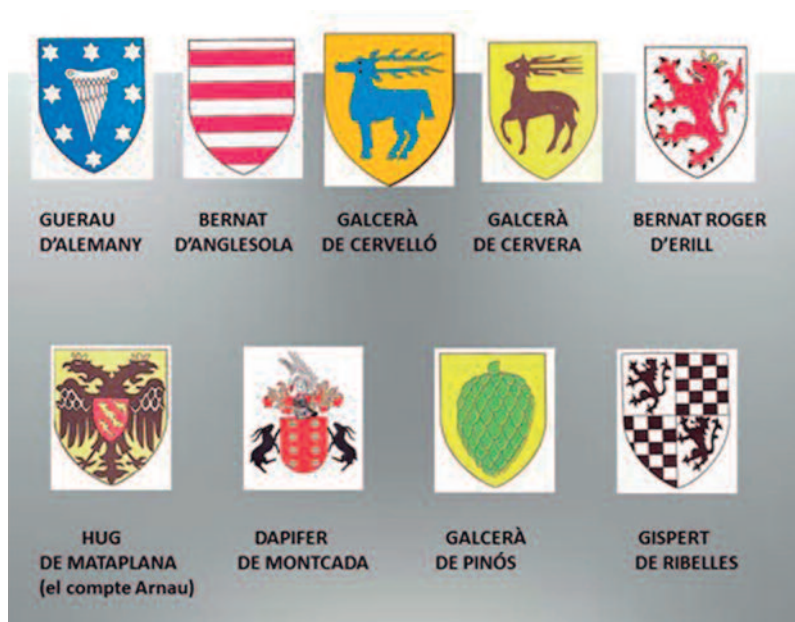 GUERAU
D'ALEMANY
BERNAT
D'ANGLESOLA
GALCERÀ
DE CERVELLÓ
GALCERÀ
DE CERVERA
BERNAT ROGER
D'ERILL
HUG
DE MATAPLANA
(el compte Arnau)
DAPIFER
DE MONTCADA
GALCERÀ
DE PINÓS
GISPERT
DE RIBELLES